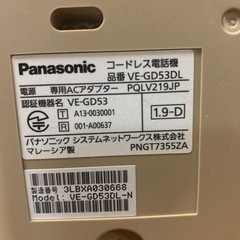 Panasonic コードレス電話機
品番 VE-GD53DL
電源 専用ACアダプター PQLV219JP
認証機器名 VE-GD53
T A13-0030001
R 001-A00637
1.9-D
パナソニック システムネットワークス株式会社
マレーシア製 PNGT7355ZA
製造番号 3LBXA030668
Model: VE-GD53DL-N